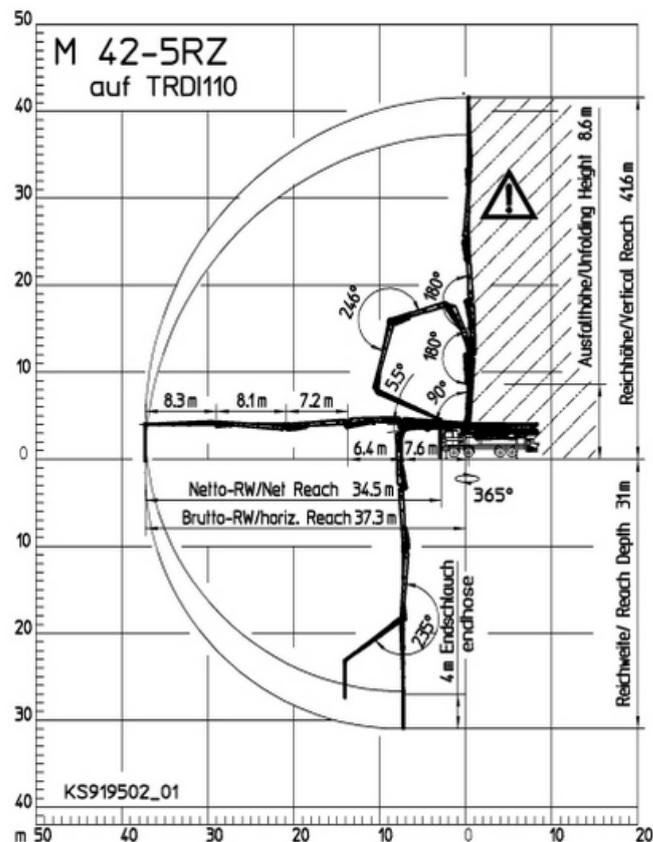 M 42-5RZ
auf TRDI110
50
40
30
20
10
0
10
20
30
40
m 50 40 30 20 10 0 10 20
Ausfalthöhe/Unfolding Height 8.6 m
Reichhöhe/Vertical Reach 41.6 m
Reichweite/ Reach Depth 31 m
246°
180°
180°
5.5°
90°
8.3 m
8.1 m
7.2 m
6.4 m
7.6 m
365°
Netto-RW/Net Reach 34.5 m
Brutto-RW/horiz. Reach 37.3 m
235°
4 m Endschlauch
endhose
KS919502_01
!